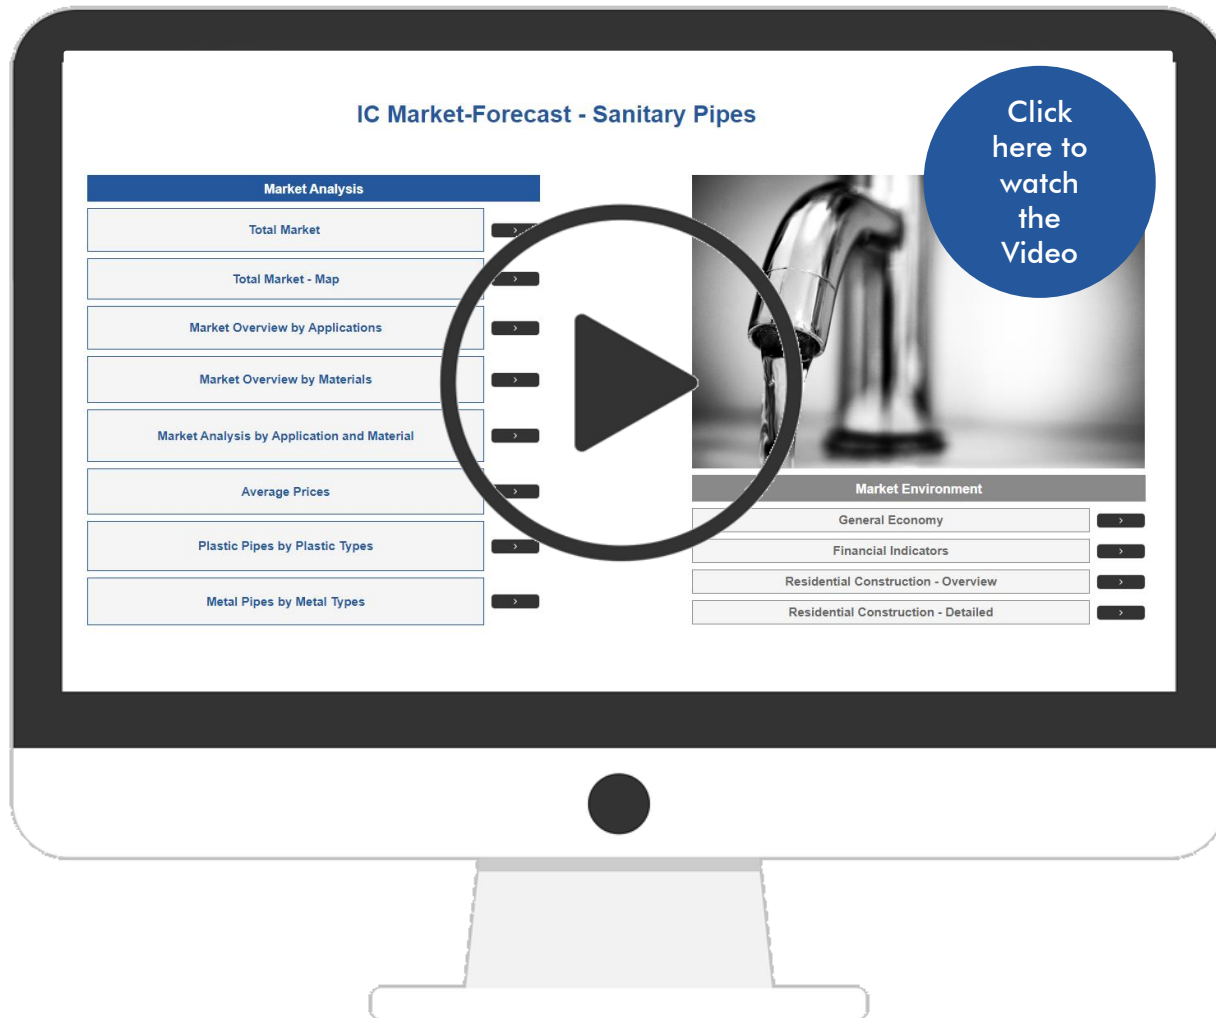 IC Market-Forecast - Sanitary Pipes
Click
here to
watch
the
Video
Market Analysis
Total Market
Total Market - Map
Market Overview by Applications
Market Overview by Materials
Market Analysis by Application and Material
Average Prices
Plastic Pipes by Plastic Types
Metal Pipes by Metal Types
Market Environment
General Economy
Financial Indicators
Residential Construction - Overview
Residential Construction - Detailed